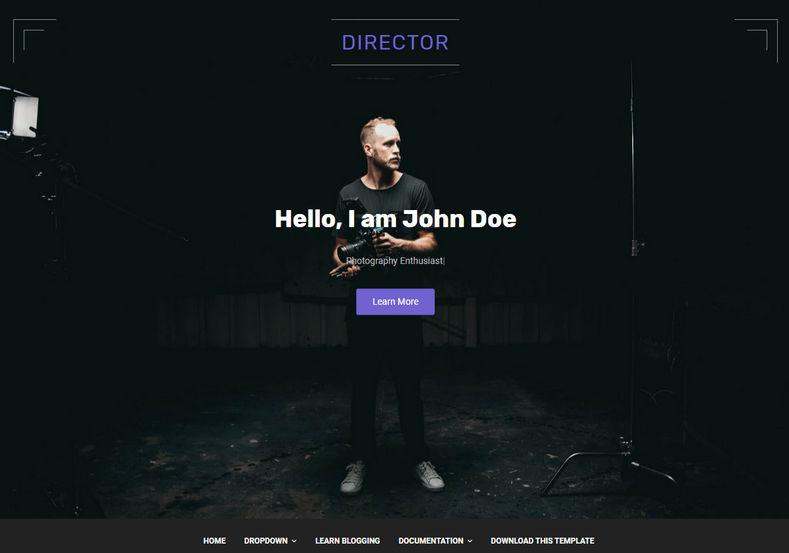 DIRECTOR
Hello, I am John Doe
Photography Enthusiast|
Learn More
HOME DROPDOWN LEARN BLOGGING DOCUMENTATION DOWNLOAD THIS TEMPLATE